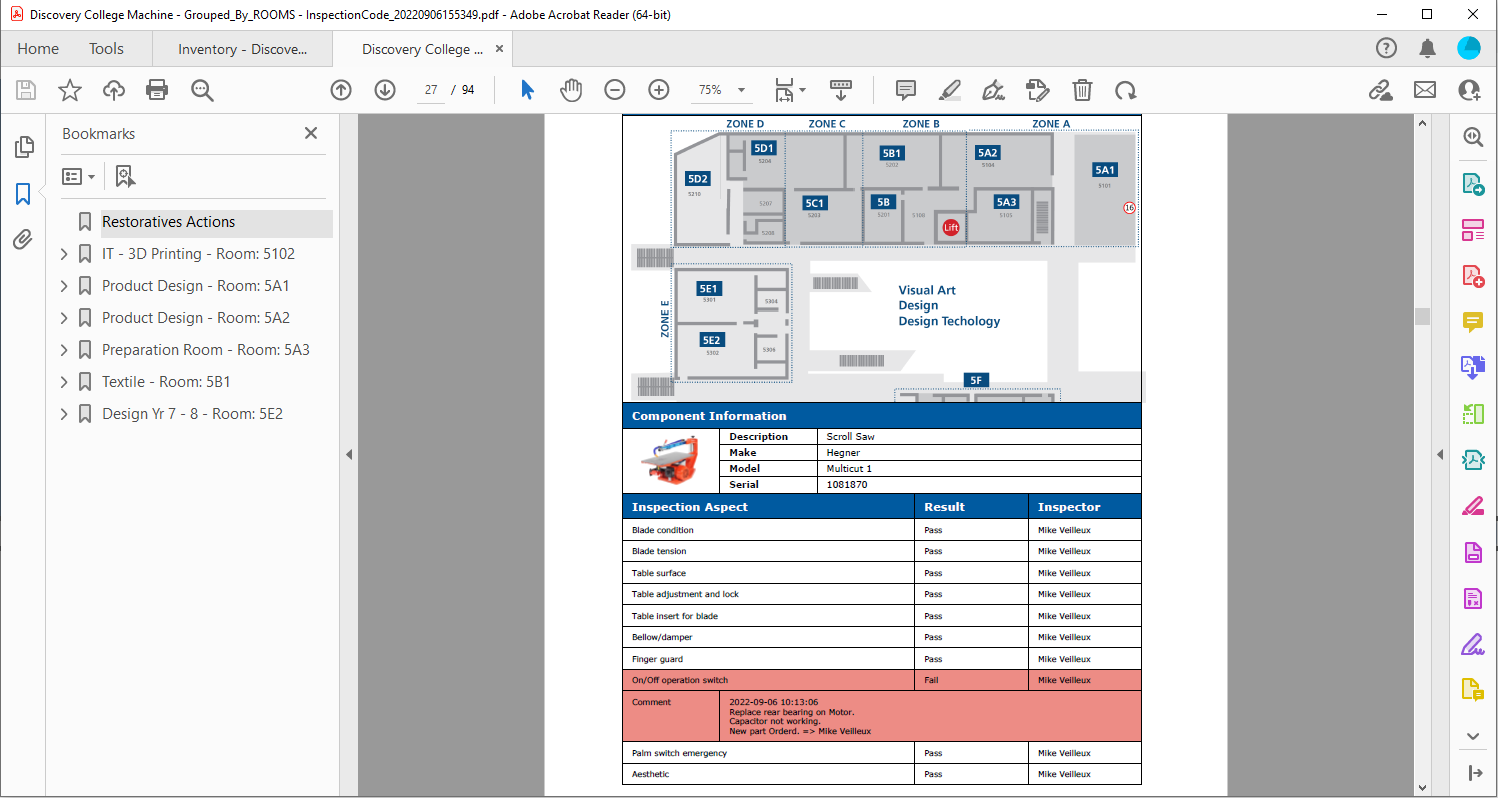 Discovery College Machine - Grouped_By_ROOMS - InspectionCode_20220906155349.pdf - Adobe Acrobat Reader (64-bit)
Home Tools Inventory - Discove... Discovery College ...
27 / 94 75%
Bookmarks
Restoratives Actions
IT - 3D Printing - Room: 5102
Product Design - Room: 5A1
Product Design - Room: 5A2
Preparation Room - Room: 5A3
Textile - Room: 5B1
Design Yr 7 - 8 - Room: 5E2
ZONE D ZONE C ZONE B ZONE A
5D1
5204
5B1
5202
5A2
5104
5A1
5101
5D2
5210
5207
5C1
5203
5B
5201
5108
5A3
5105
16
5208
Lift
ZONE E
5E1
5301
5304
5E2
5302
5306
Visual Art
Design
Design Techology
5F
Component Information
Description Scroll Saw
Make Hegner
Model Multicut 1
Serial 1081870
Inspection Aspect Result Inspector
Blade condition Pass Mike Veilleux
Blade tension Pass Mike Veilleux
Table surface Pass Mike Veilleux
Table adjustment and lock Pass Mike Veilleux
Table insert for blade Pass Mike Veilleux
Bellow/damper Pass Mike Veilleux
Finger guard Pass Mike Veilleux
On/Off operation switch Fail Mike Veilleux
Comment 2022-09-06 10:13:06
Replace rear bearing on Motor.
Capacitor not working.
New part Orderd. => Mike Veilleux
Palm switch emergency Pass Mike Veilleux
Aesthetic Pass Mike Veilleux